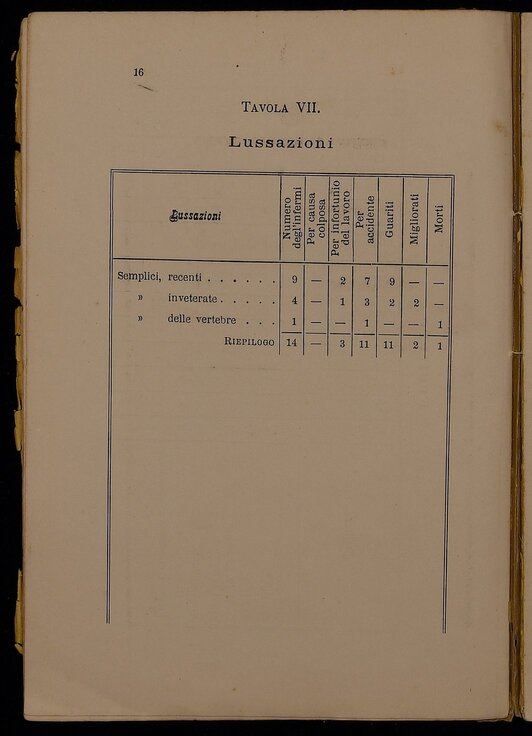 16
TAVOLA VII.
Lussazioni
Lussazioni
Numero degl'infermi
Per causa colposa
Per infortunio del lavoro
Per accidente
Guariti
Migliorati
Morti
Semplici, recenti . . . . . . 9 — 2 7 9 — —
» inveterate . . . . . 4 — 1 3 2 2 —
» delle vertebre . . . 1 — — 1 — — 1
RIEPILOGO 14 — 3 11 11 2 1